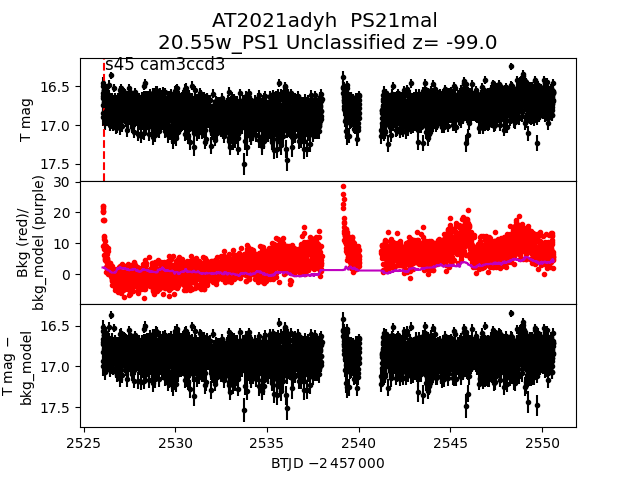 AT2021adyh  PS21mal
20.55w_PS1 Unclassified z= -99.0
s45 cam3ccd3
T mag
16.5
17.0
17.5
Bkg (red)/
bkg_model (purple)
30
20
10
0
T mag −
bkg_model
16.5
17.0
17.5
2525
2530
2535
2540
2545
2550
BTJD −2 457 000